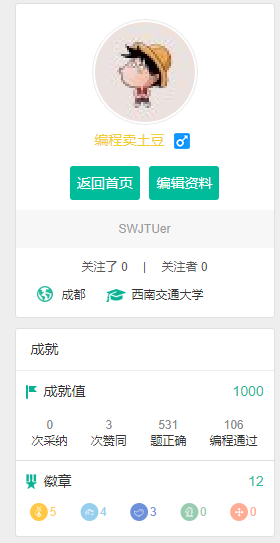 编程卖土豆
返回首页 编辑资料
SWJTUer
关注了 0 | 关注者 0
成都 西南交通大学
成就
成就值 1000
0 3 531 106
次采纳 次赞同 题正确 编程通过
徽章 12
5 4 3 0 0